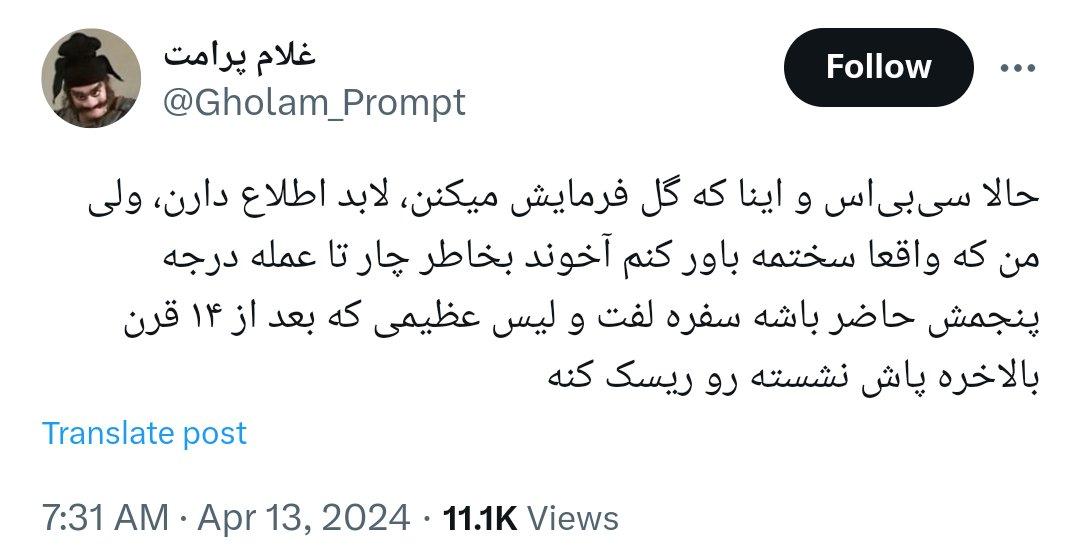 غلام پرامت
@Gholam_Prompt
Follow
حالا سی‌بی‌اس و اینا که گل فرمایش میکنن، لابد اطلاع دارن، ولی
من که واقعا سختمه باور کنم آخوند بخاطر چار تا عمله درجه
پنجمش حاضر باشه سفره لفت و لیس عظیمی که بعد از ۱۴ قرن
بالاخره پاش نشسته رو ریسک کنه
Translate post
7:31 AM · Apr 13, 2024 · 11.1K Views